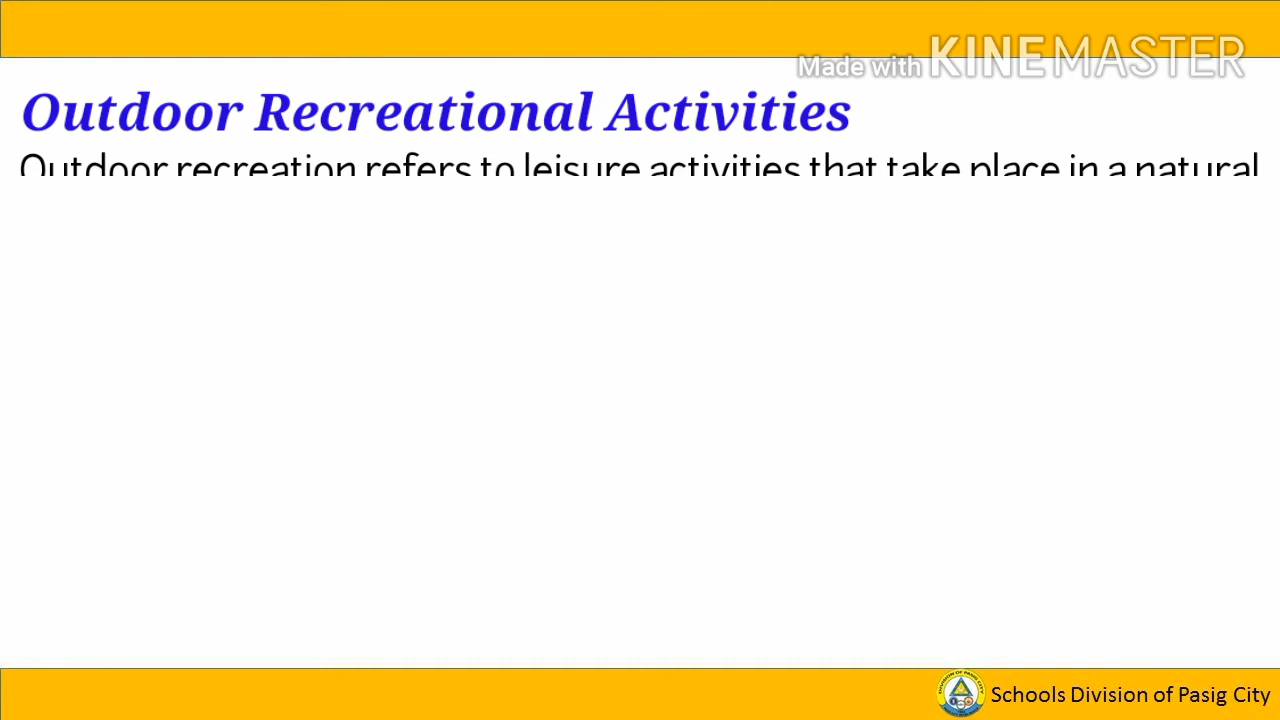 Made with KINEMASTER
Outdoor Recreational Activities
Outdoor recreation refers to leisure activities that take place in a natural
Schools Division of Pasig City